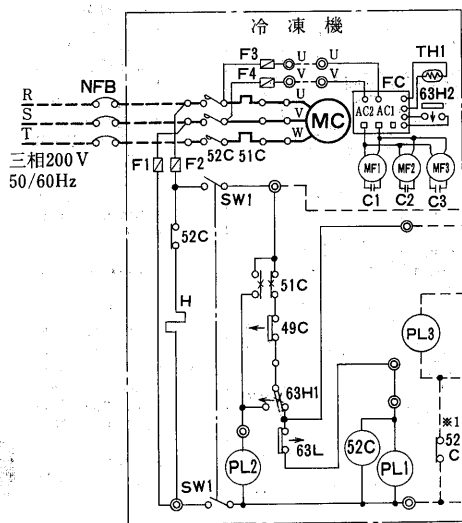 冷凍機
F3 U U
F4 V V
TH1
63H2
FC
AC2 AC1
NFB
R
S
T
U
V
W
MC
52C 51C
三相200V
50/60Hz
F1 F2
MF1 MF2 MF3
C1 C2 C3
SW1
52C
51C
H
49C
PL3
63H1
63L
※1
52
C
PL2
52C
PL1
SW1